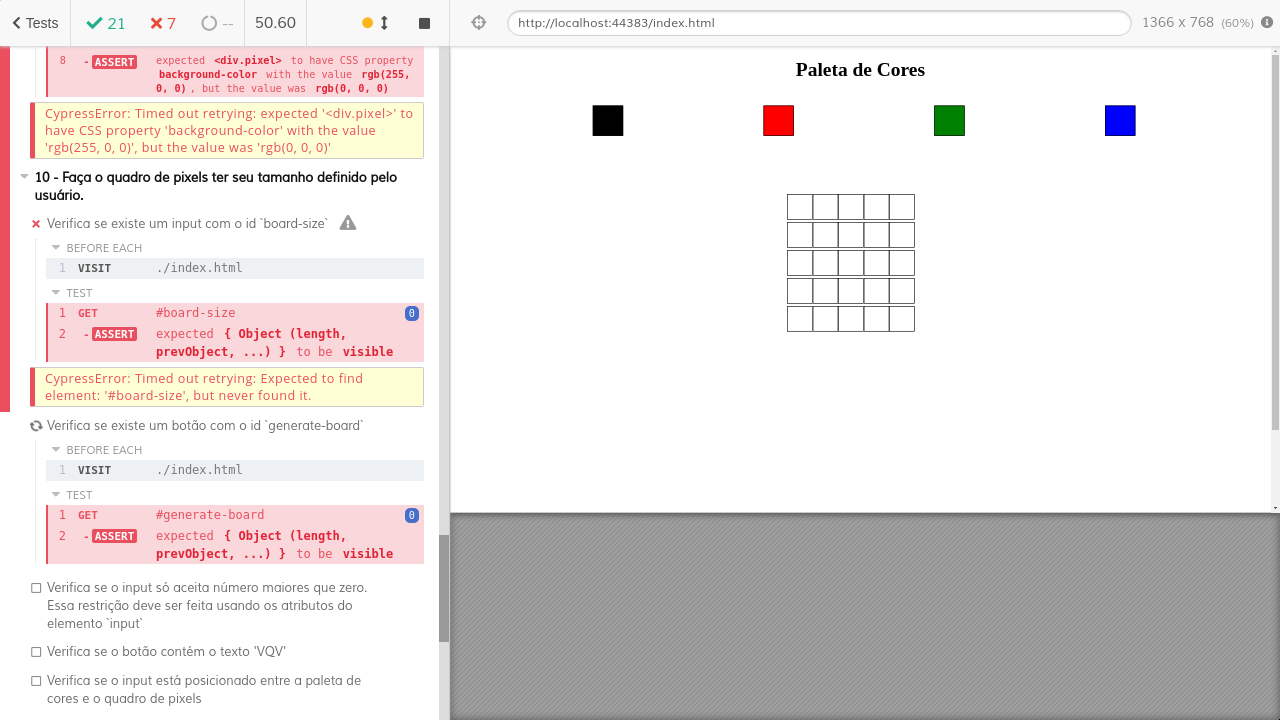 Tests 21 7 -- 50.60
http://localhost:44383/index.html 1366 x 768 (60%)
8 -ASSERT expected <div.pixel> to have CSS property
background-color with the value rgb(255,
0, 0), but the value was rgb(0, 0, 0)
CypressError: Timed out retrying: expected '<div.pixel>' to
have CSS property 'background-color' with the value
'rgb(255, 0, 0)', but the value was 'rgb(0, 0, 0)'
10 - Faça o quadro de pixels ter seu tamanho definido pelo
usuário.
Verifica se existe um input com o id `board-size`
BEFORE EACH
1 VISIT ./index.html
TEST
1 GET #board-size 0
2 -ASSERT expected { Object (length,
prevObject, ...) } to be visible
CypressError: Timed out retrying: Expected to find
element: '#board-size', but never found it.
Verifica se existe um botão com o id `generate-board`
BEFORE EACH
1 VISIT ./index.html
TEST
1 GET #generate-board 0
2 -ASSERT expected { Object (length,
prevObject, ...) } to be visible
Verifica se o input só aceita número maiores que zero.
Essa restrição deve ser feita usando os atributos do
elemento `input`
Verifica se o botão contém o texto 'VQV'
Verifica se o input está posicionado entre a paleta de
cores e o quadro de pixels
Paleta de Cores